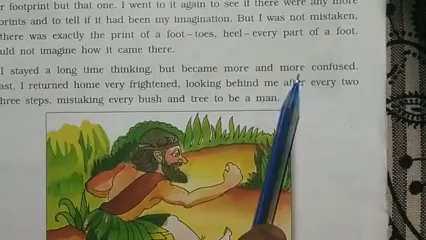 r footprint but that one. I went to it again to see if there were any more
prints and to tell if it had been my imagination. But I was not mistaken,
there was exactly the print of a foot – toes, heel – every part of a foot.
uld not imagine how it came there.
I stayed a long time thinking, but became more and more confused.
ast, I returned home very frightened, looking behind me after every two
hree steps, mistaking every bush and tree to be a man.